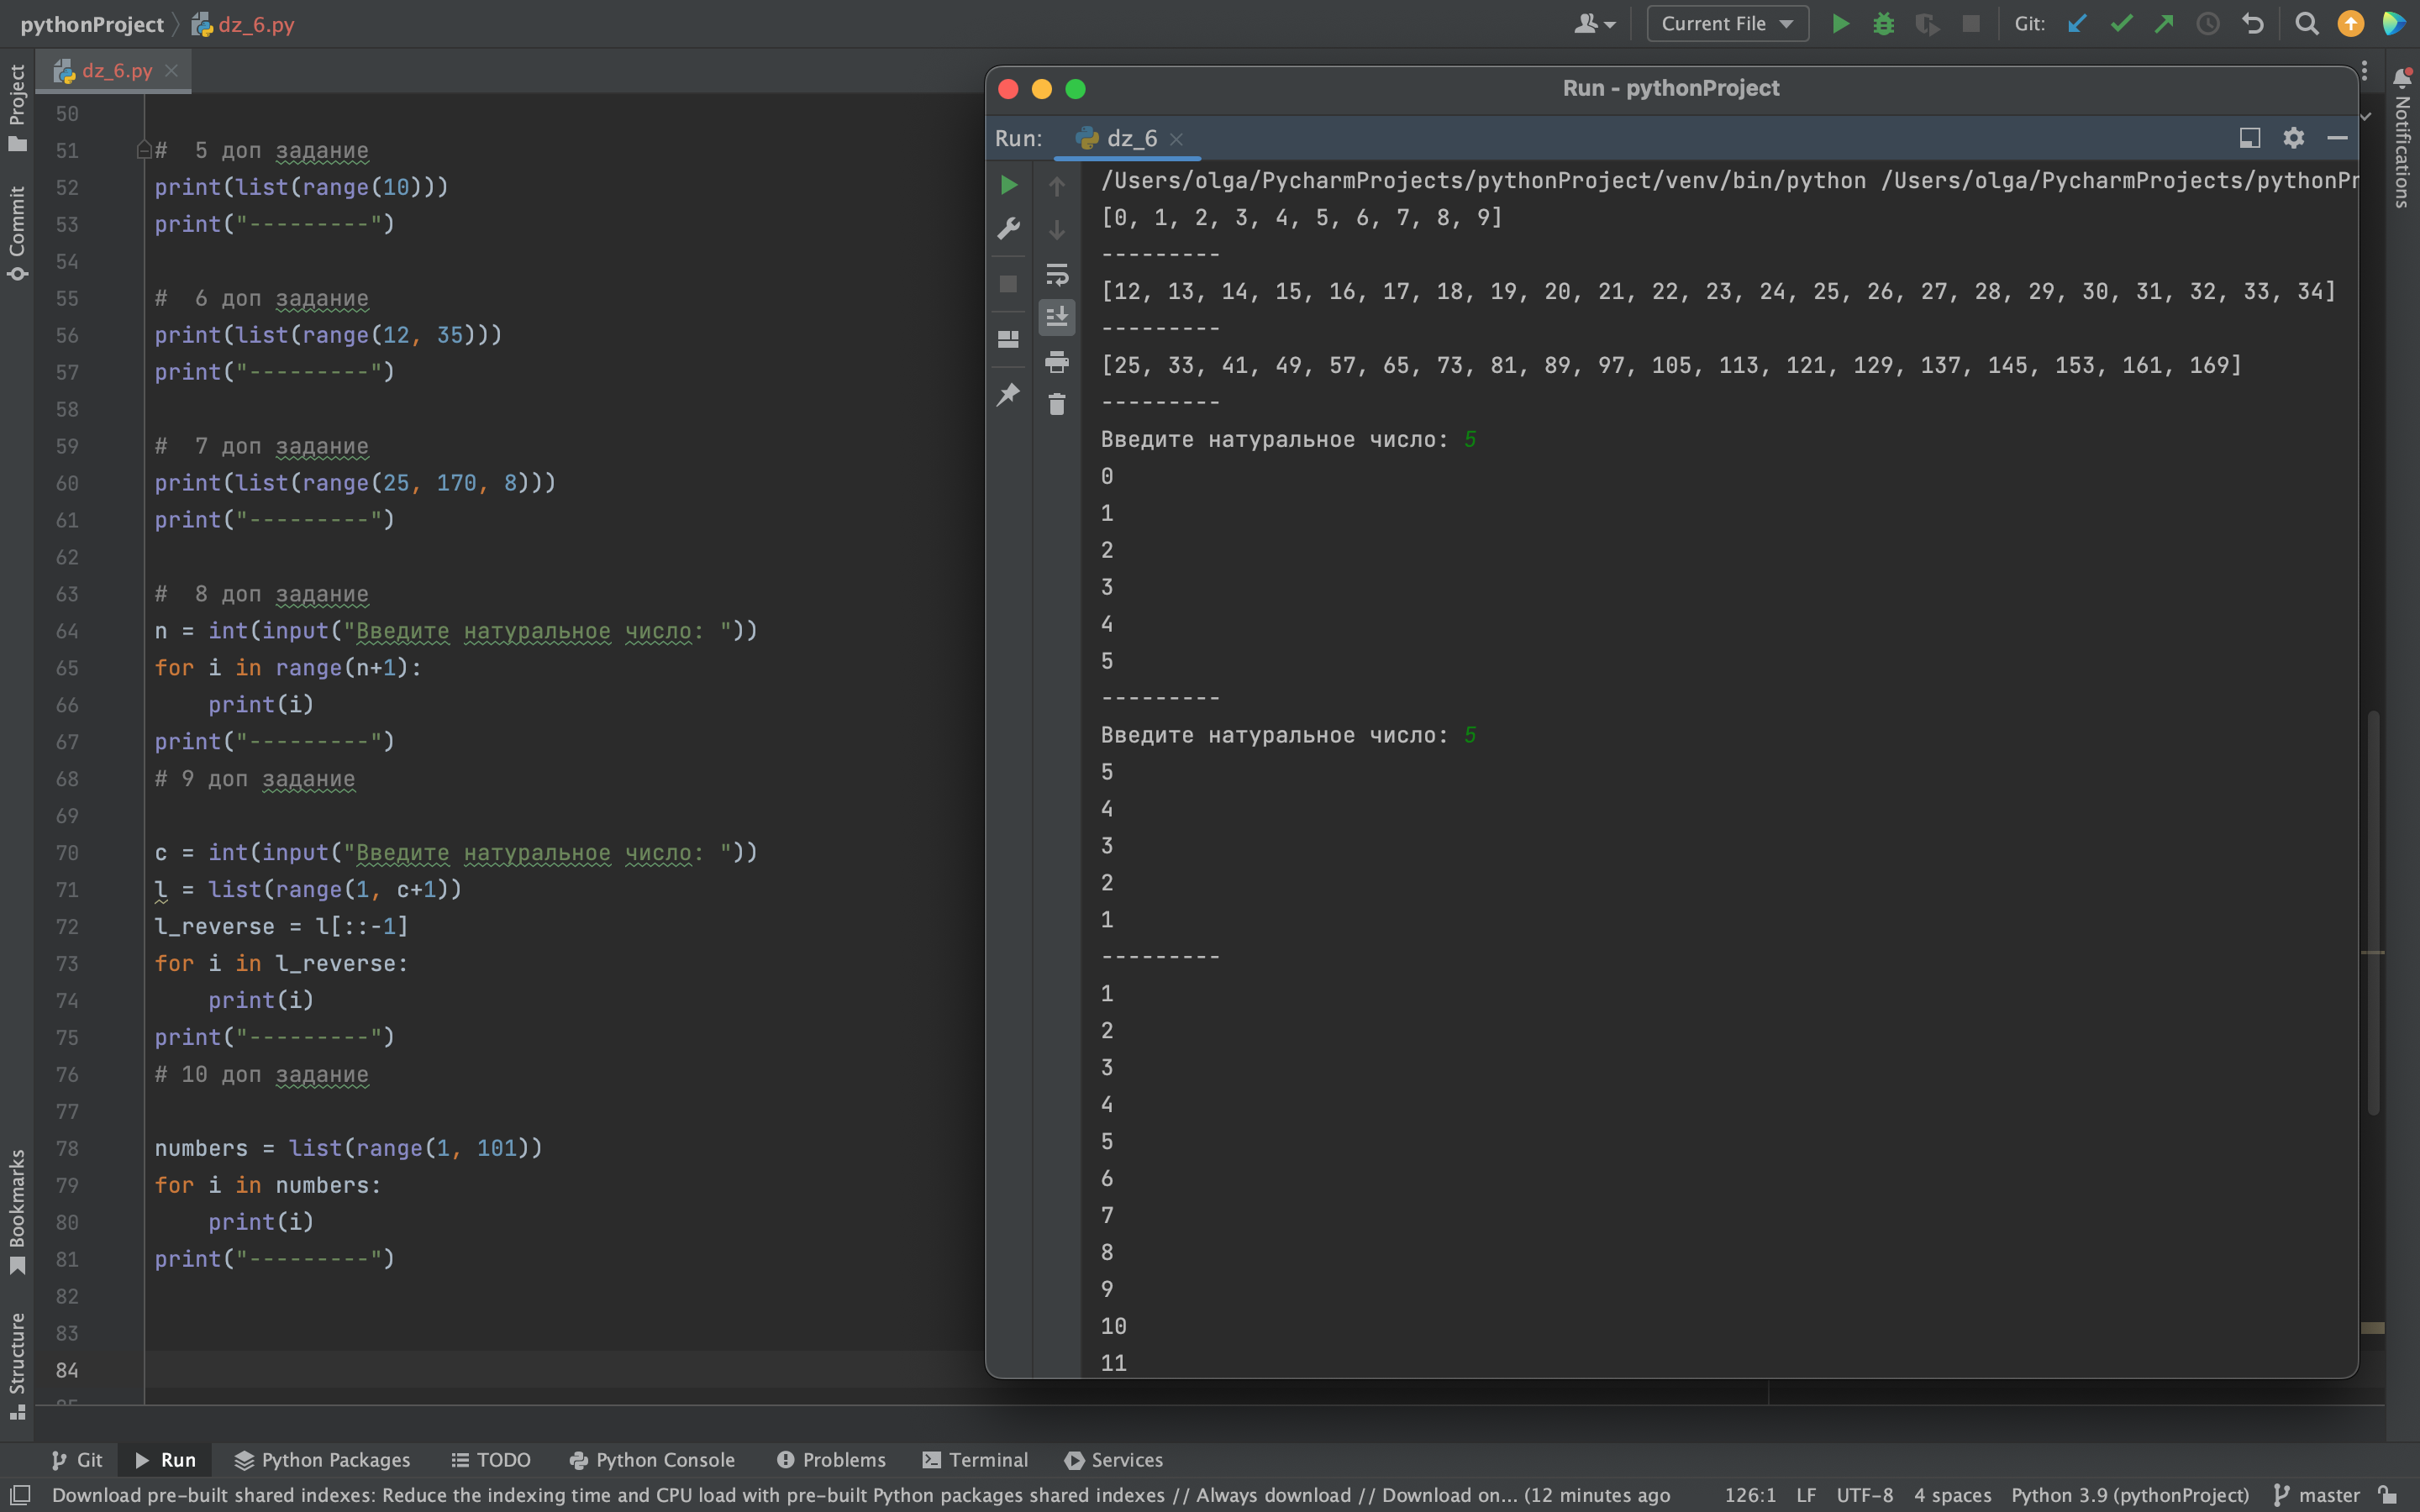 pythonProject dz_6.py Current File Git:
dz_6.py
Project
Commit
Bookmarks
Structure
50
51 #  5 доп задание
52 print(list(range(10)))
53 print("---------")
54
55 #  6 доп задание
56 print(list(range(12, 35)))
57 print("---------")
58
59 #  7 доп задание
60 print(list(range(25, 170, 8)))
61 print("---------")
62
63 #  8 доп задание
64 n = int(input("Введите натуральное число: "))
65 for i in range(n+1):
66     print(i)
67 print("---------")
68 # 9 доп задание
69
70 c = int(input("Введите натуральное число: "))
71 l = list(range(1, c+1))
72 l_reverse = l[::-1]
73 for i in l_reverse:
74     print(i)
75 print("---------")
76 # 10 доп задание
77
78 numbers = list(range(1, 101))
79 for i in numbers:
80     print(i)
81 print("---------")
82
83
84
Run - pythonProject
Run: dz_6
/Users/olga/PycharmProjects/pythonProject/venv/bin/python /Users/olga/PycharmProjects/pythonPr
[0, 1, 2, 3, 4, 5, 6, 7, 8, 9]
---------
[12, 13, 14, 15, 16, 17, 18, 19, 20, 21, 22, 23, 24, 25, 26, 27, 28, 29, 30, 31, 32, 33, 34]
---------
[25, 33, 41, 49, 57, 65, 73, 81, 89, 97, 105, 113, 121, 129, 137, 145, 153, 161, 169]
---------
Введите натуральное число: 5
0
1
2
3
4
5
---------
Введите натуральное число: 5
5
4
3
2
1
---------
1
2
3
4
5
6
7
8
9
10
11
Notifications
Git Run Python Packages TODO Python Console Problems Terminal Services
Download pre-built shared indexes: Reduce the indexing time and CPU load with pre-built Python packages shared indexes // Always download // Download on... (12 minutes ago 126:1 LF UTF-8 4 spaces Python 3.9 (pythonProject) master